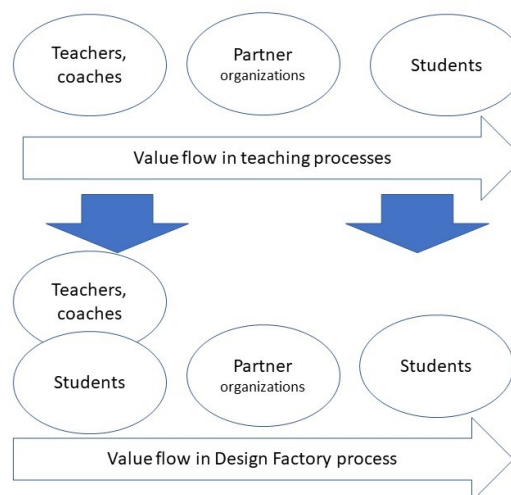 Teachers,
coaches
Partner
organizations
Students
Value flow in teaching processes
Teachers,
coaches
Students
Partner
organizations
Students
Value flow in Design Factory process